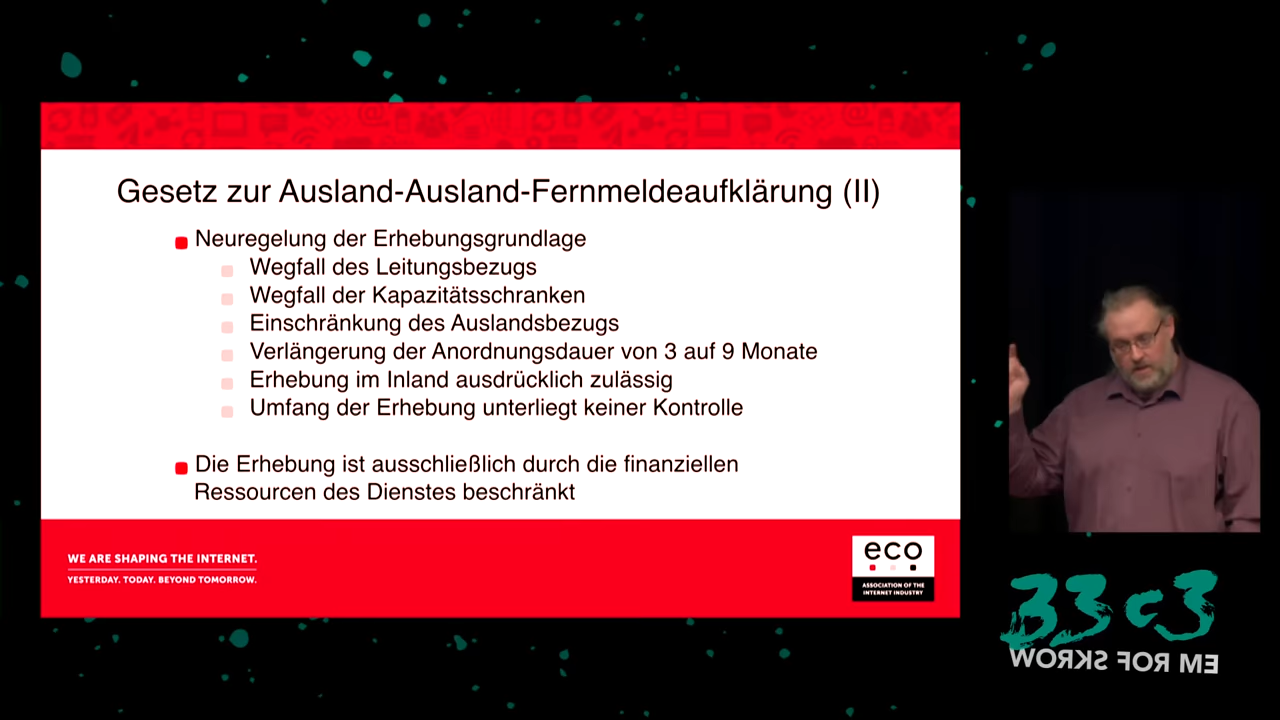 Gesetz zur Ausland-Ausland-Fernmeldeaufklärung (II)
Neuregelung der Erhebungsgrundlage
Wegfall des Leitungsbezugs
Wegfall der Kapazitätsschranken
Einschränkung des Auslandsbezugs
Verlängerung der Anordnungsdauer von 3 auf 9 Monate
Erhebung im Inland ausdrücklich zulässig
Umfang der Erhebung unterliegt keiner Kontrolle
Die Erhebung ist ausschließlich durch die finanziellen
Ressourcen des Dienstes beschränkt
WE ARE SHAPING THE INTERNET.
YESTERDAY. TODAY. BEYOND TOMORROW.
eco
ASSOCIATION OF THE
INTERNET INDUSTRY
33c3
WORKS FOR ME